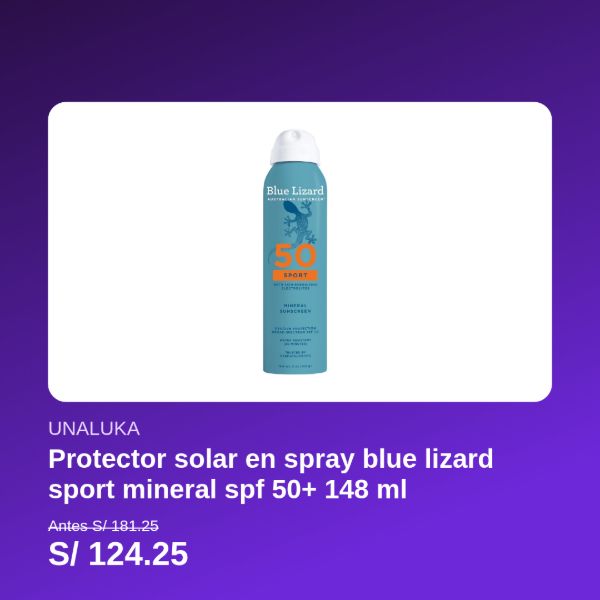 Blue Lizard
AUSTRALIAN SUNSCREEN
50
SPORT
MINERAL
SUNSCREEN
UNALUKA
Protector solar en spray blue lizard
sport mineral spf 50+ 148 ml
Antes S/ 181.25
S/ 124.25